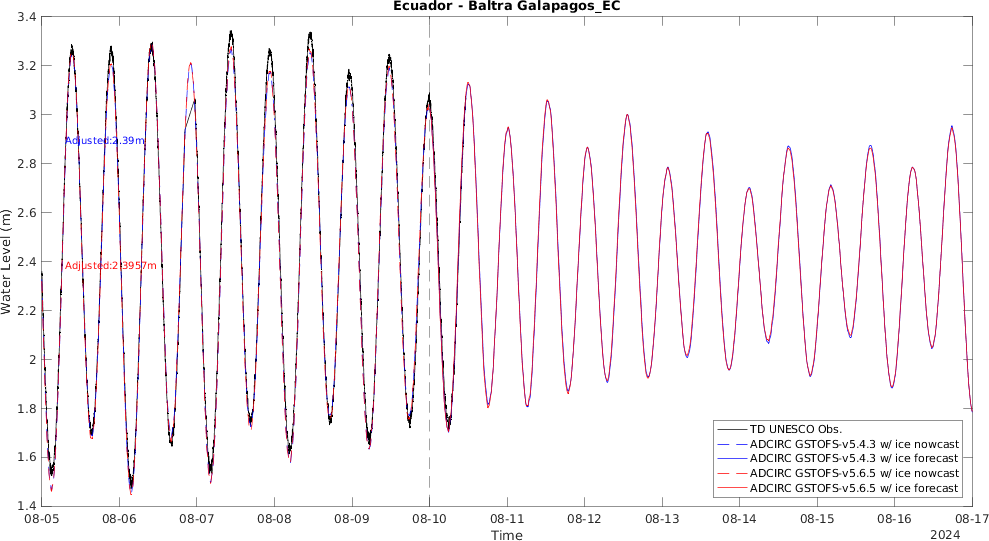 Ecuador - Baltra Galapagos_EC
3.4
3.2
3
2.8
2.6
2.4
2.2
2
1.8
1.6
1.4
Water Level (m)
Adjusted:2.39m
Adjusted:2.3957m
TD UNESCO Obs.
ADCIRC GSTOFS-v5.4.3 w/ ice nowcast
ADCIRC GSTOFS-v5.4.3 w/ ice forecast
ADCIRC GSTOFS-v5.6.5 w/ ice nowcast
ADCIRC GSTOFS-v5.6.5 w/ ice forecast
08-05 08-06 08-07 08-08 08-09 08-10 08-11 08-12 08-13 08-14 08-15 08-16 08-17
Time
2024